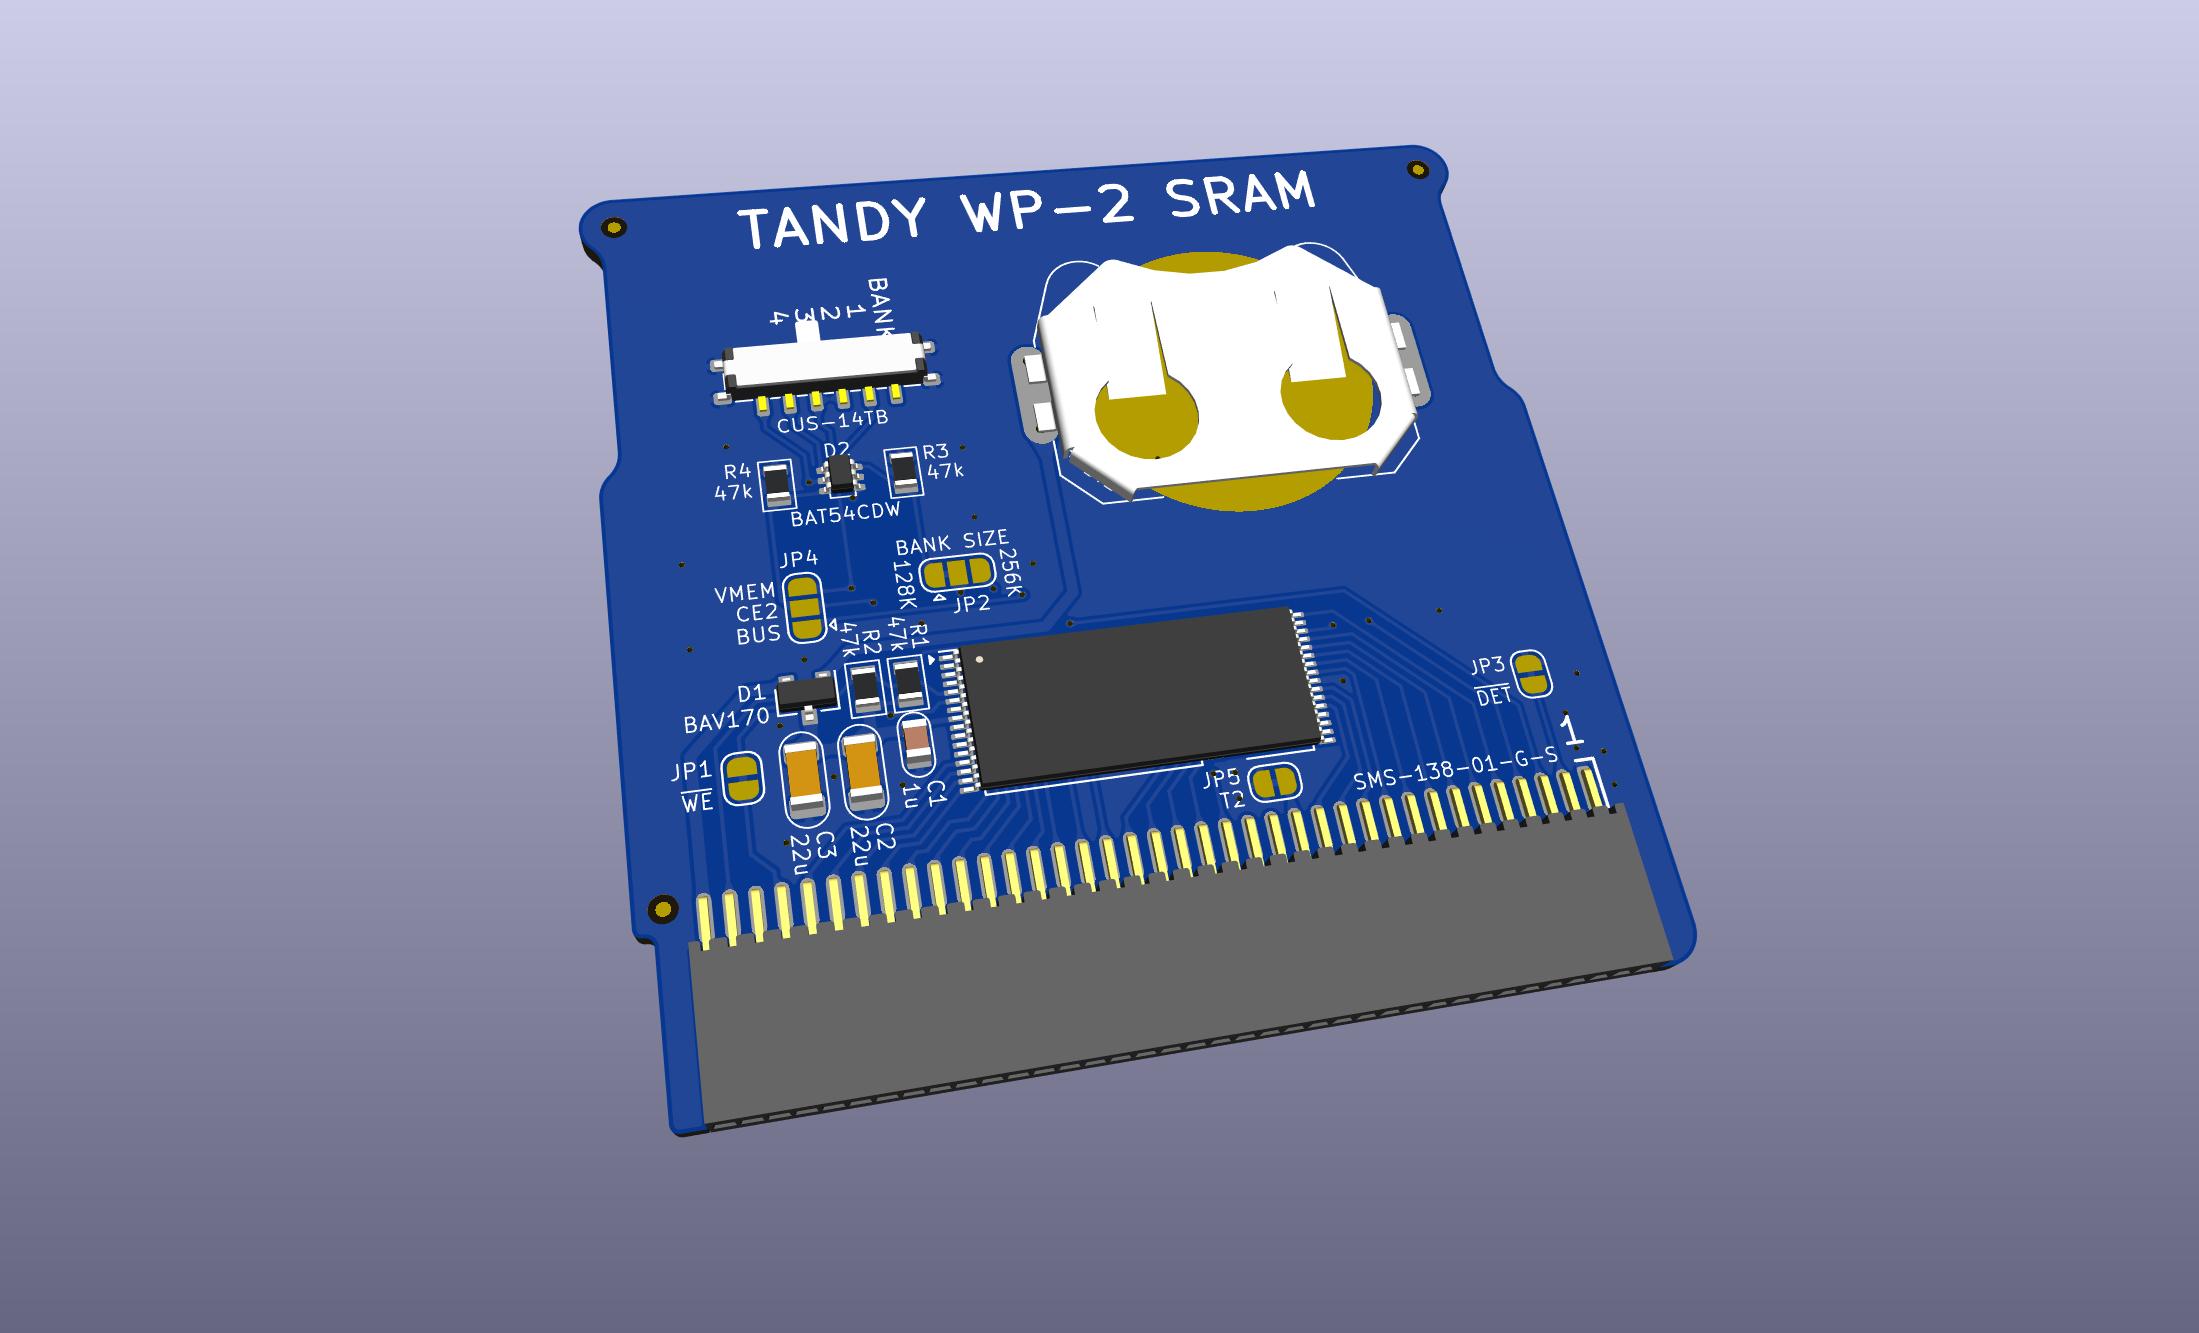 TANDY WP-2 SRAM
BANK
1
2
3
4
CUS-14TB
D2
R3
47k
R4
47k
BAT54CDW
BANK SIZE
128K
256K
JP2
JP4
VMEM
CE2
BUS
R2
47k
R1
47k
D1
BAV170
JP1
WE
C3
22u
C2
22u
C1
1u
JP5
T2
JP3
DET
1
SMS-138-01-G-S